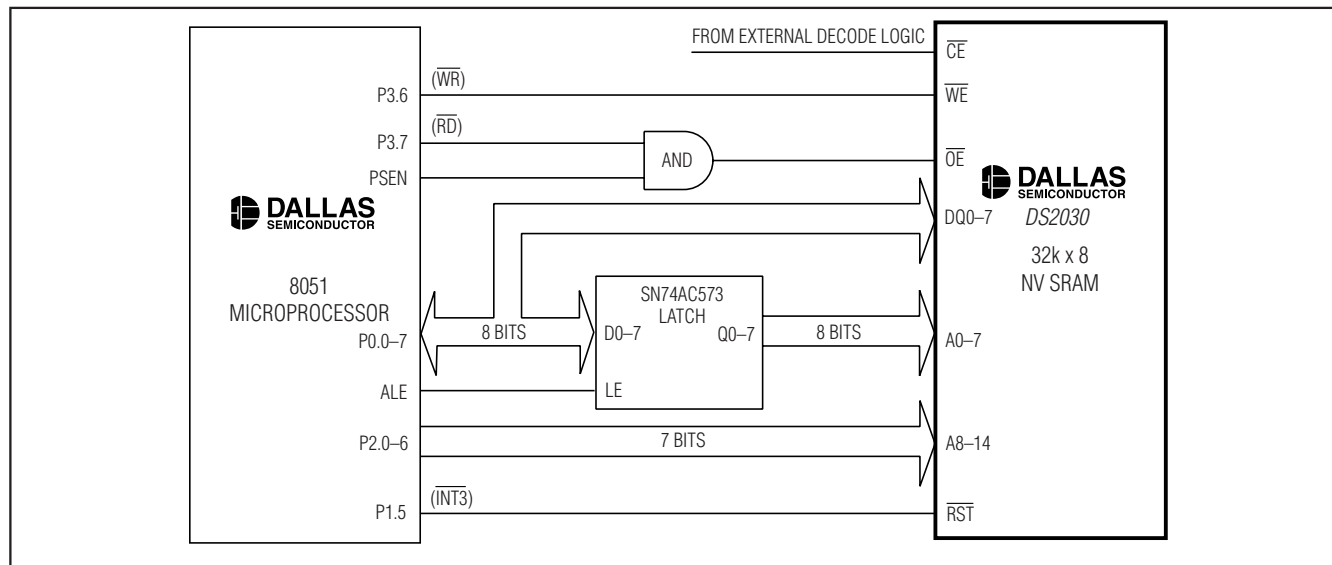 FROM EXTERNAL DECODE LOGIC
CE
(WR)
P3.6
WE
(RD)
P3.7
AND
OE
PSEN
DALLAS
SEMICONDUCTOR
DALLAS
SEMICONDUCTOR
DQ0–7
DS2030
32k x 8
NV SRAM
8051
MICROPROCESSOR
SN74AC573
LATCH
P0.0–7
8 BITS
D0–7
Q0–7
8 BITS
A0–7
ALE
LE
P2.0–6
7 BITS
A8–14
(INT3)
P1.5
RST